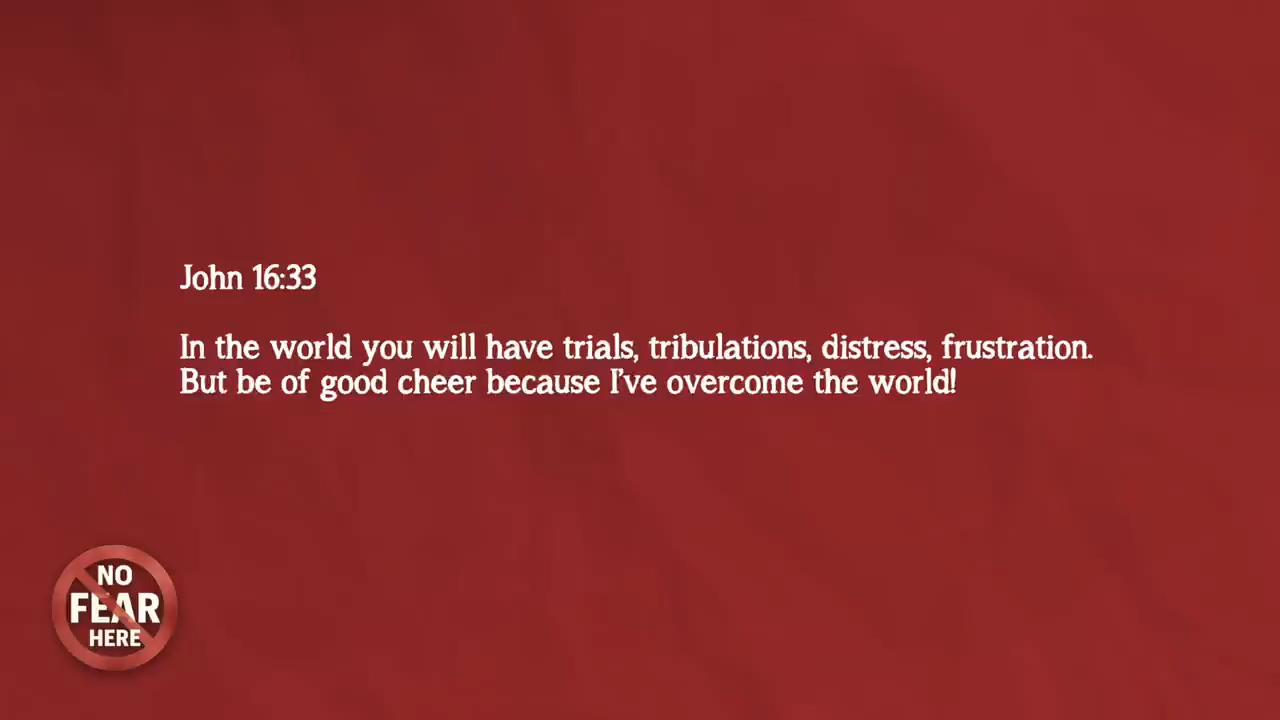 John 16:33
In the world you will have trials, tribulations, distress, frustration.
But be of good cheer because I've overcome the world!
NO
FEAR
HERE